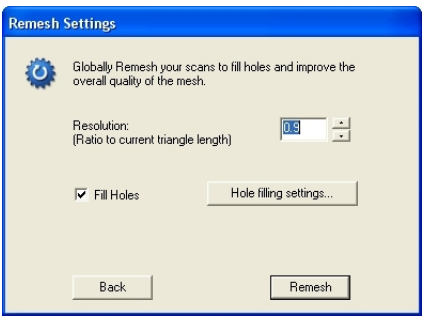 Remesh Settings
Globally Remesh your scans to fill holes and improve the
overall quality of the mesh.
Resolution:
(Ratio to current triangle length)
0.9
Fill Holes
Hole filling settings...
Back
Remesh